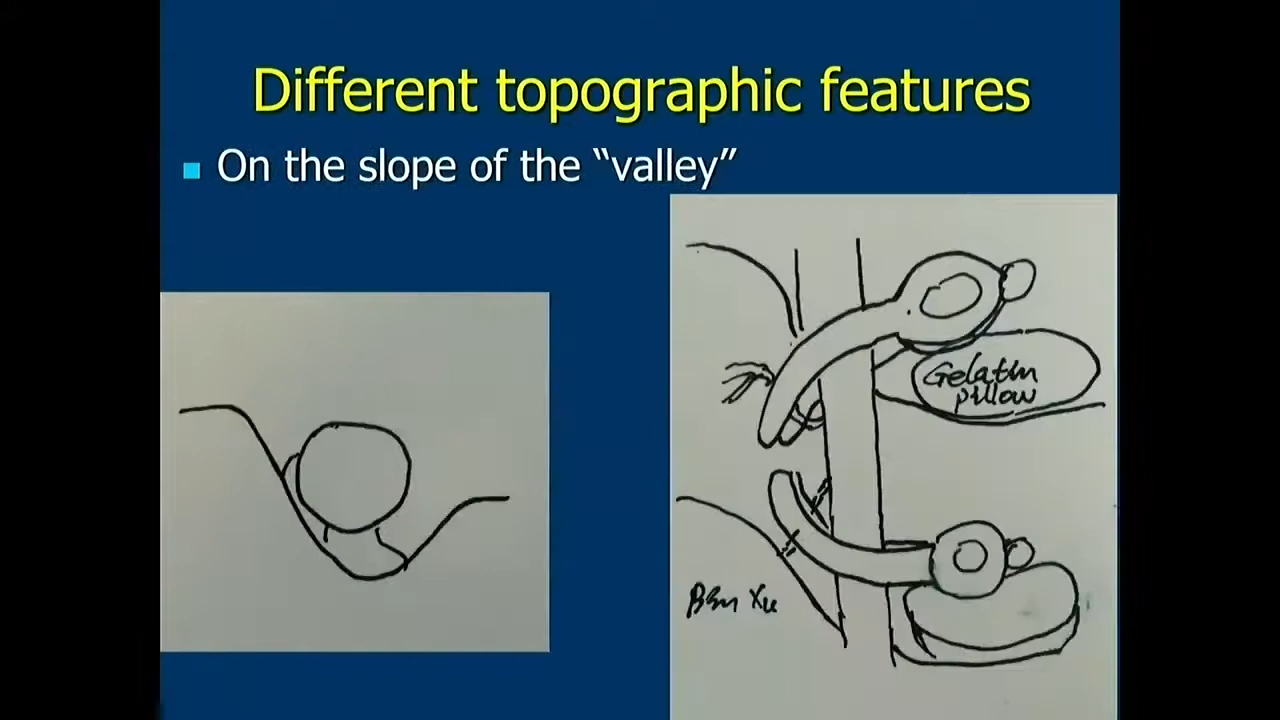 Different topographic features
On the slope of the “valley”
Gelatin
pillow
Ben Xu